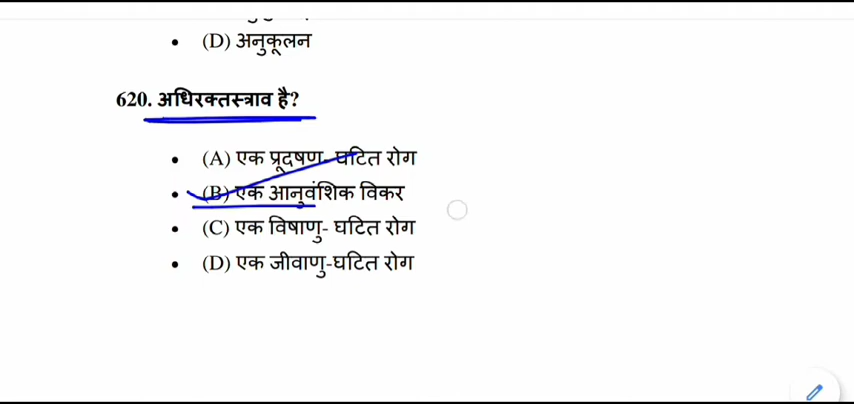 (D) अनुकूलन
620. अधिरक्तस्त्राव है?
(A) एक प्रदूषण- घटित रोग
(B) एक आनुवंशिक विकर
(C) एक विषाणु- घटित रोग
(D) एक जीवाणु-घटित रोग